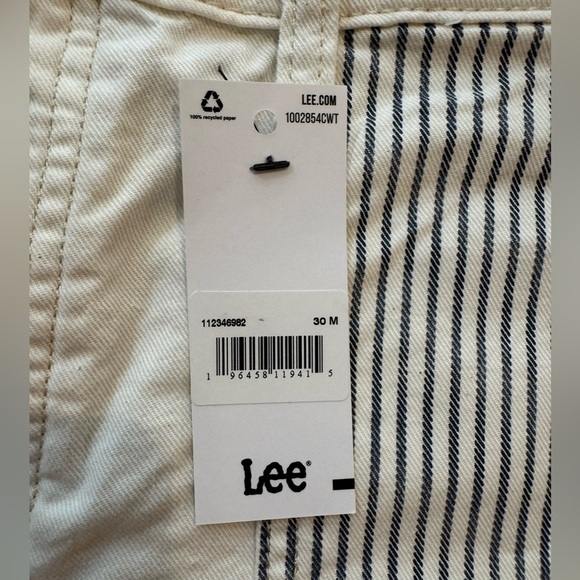 LEE.COM
100% recycled paper
1002854CWT
112346982 30 M
1 96458 11941 5
Lee®